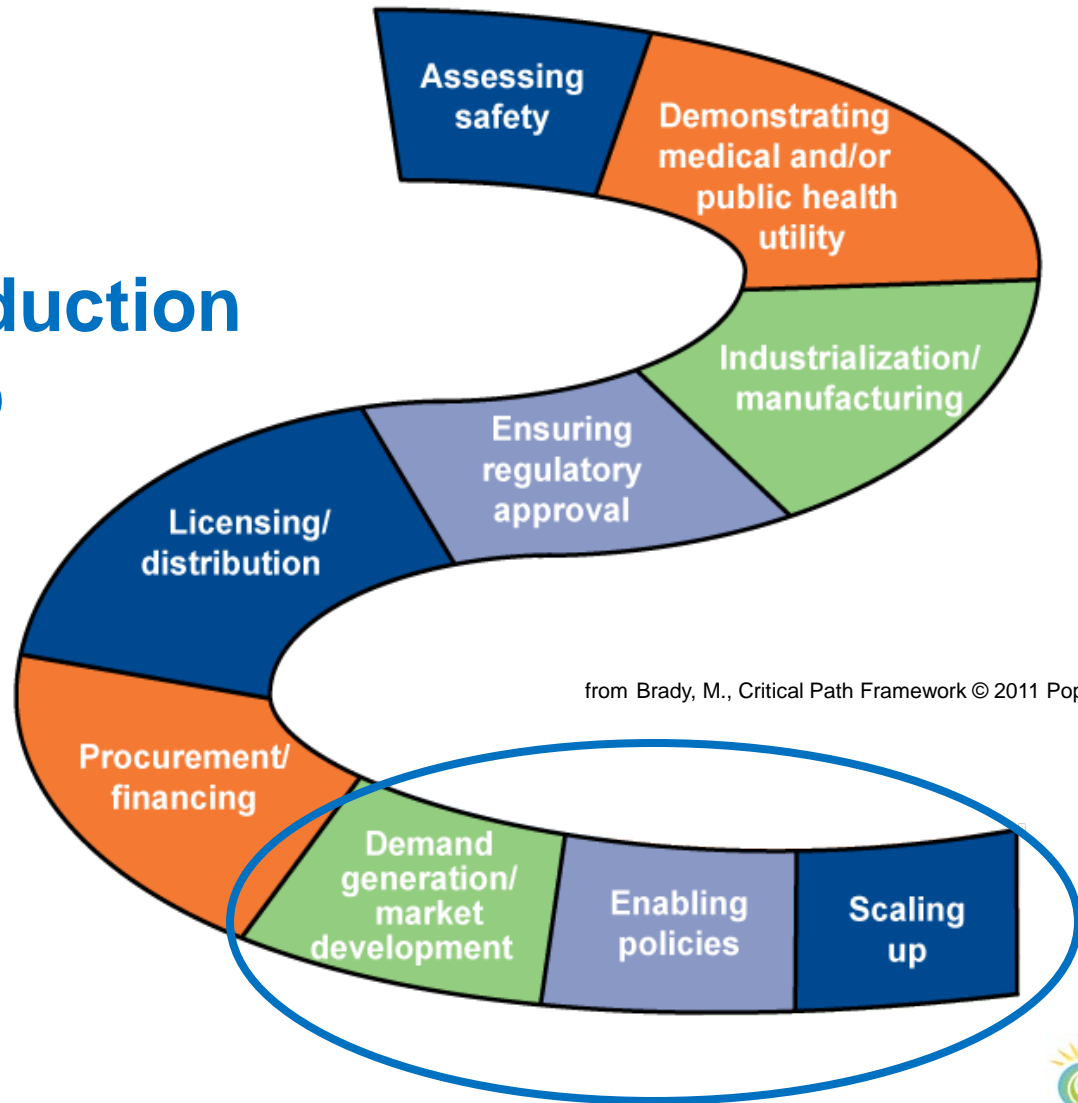 Assessing
safety
Demonstrating
medical and/or
public health
utility
duction
Industrialization/
manufacturing
Ensuring
regulatory
approval
Licensing/
distribution
from Brady, M., Critical Path Framework © 2011 Pop
Procurement/
financing
Demand
generation/
market
development
Enabling
policies
Scaling
up